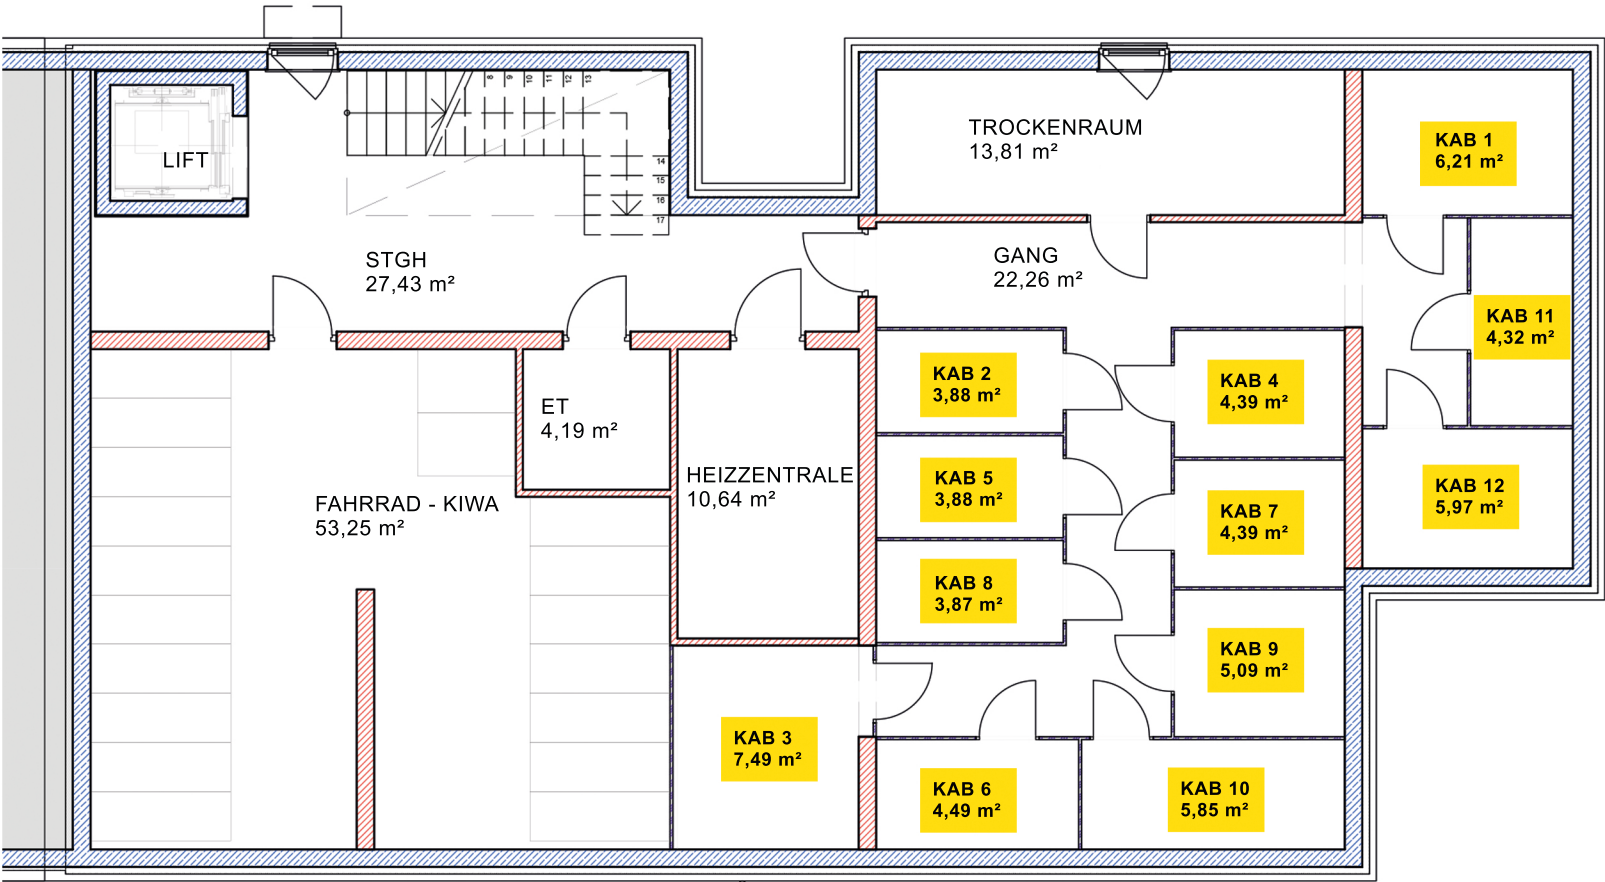 8 9 10 11 12 13
14
15
16
17
LIFT
TROCKENRAUM
13,81 m²
KAB 1
6,21 m²
STGH
27,43 m²
GANG
22,26 m²
KAB 11
4,32 m²
KAB 2
3,88 m²
KAB 4
4,39 m²
ET
4,19 m²
HEIZZENTRALE
10,64 m²
KAB 5
3,88 m²
KAB 7
4,39 m²
KAB 12
5,97 m²
FAHRRAD - KIWA
53,25 m²
KAB 8
3,87 m²
KAB 9
5,09 m²
KAB 3
7,49 m²
KAB 6
4,49 m²
KAB 10
5,85 m²